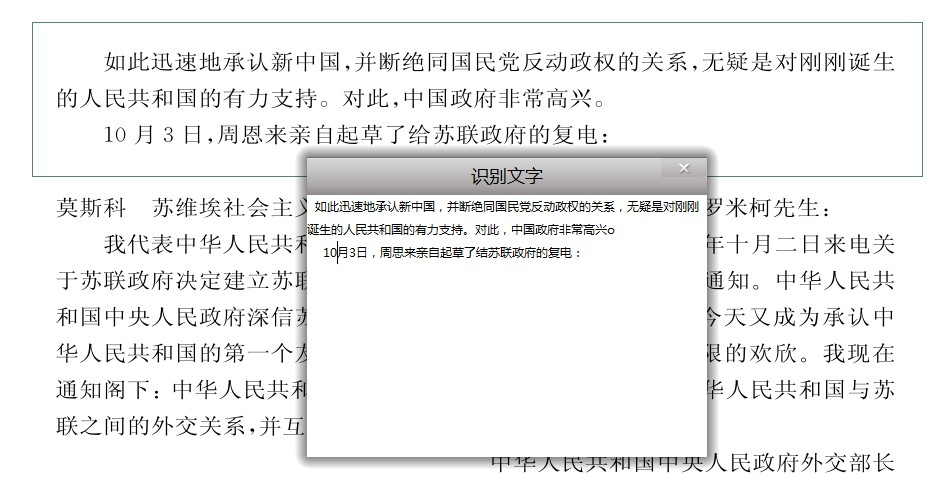 如此迅速地承认新中国,并断绝同国民党反动政权的关系,无疑是对刚刚诞生
的人民共和国的有力支持。对此,中国政府非常高兴。
10 月 3 日,周恩来亲自起草了给苏联政府的复电:
识别文字
如此迅速地承认新中国，并断绝同国民党反动政权的关系，无疑是对刚刚
诞生的人民共和国的有力支持。对此，中国政府非常高兴o
10月3日，周恩来亲自起草了结苏联政府的复电：
莫斯科　苏维埃社会主义 罗米柯先生:
我代表中华人民共和 年十月二日来电关
于苏联政府决定建立苏联 通知。中华人民共
和国中央人民政府深信苏 今天又成为承认中
华人民共和国的第一个友 限的欢欣。我现在
通知阁下: 中华人民共和 华人民共和国与苏
联之间的外交关系,并互
中华人民共和国中央人民政府外交部长